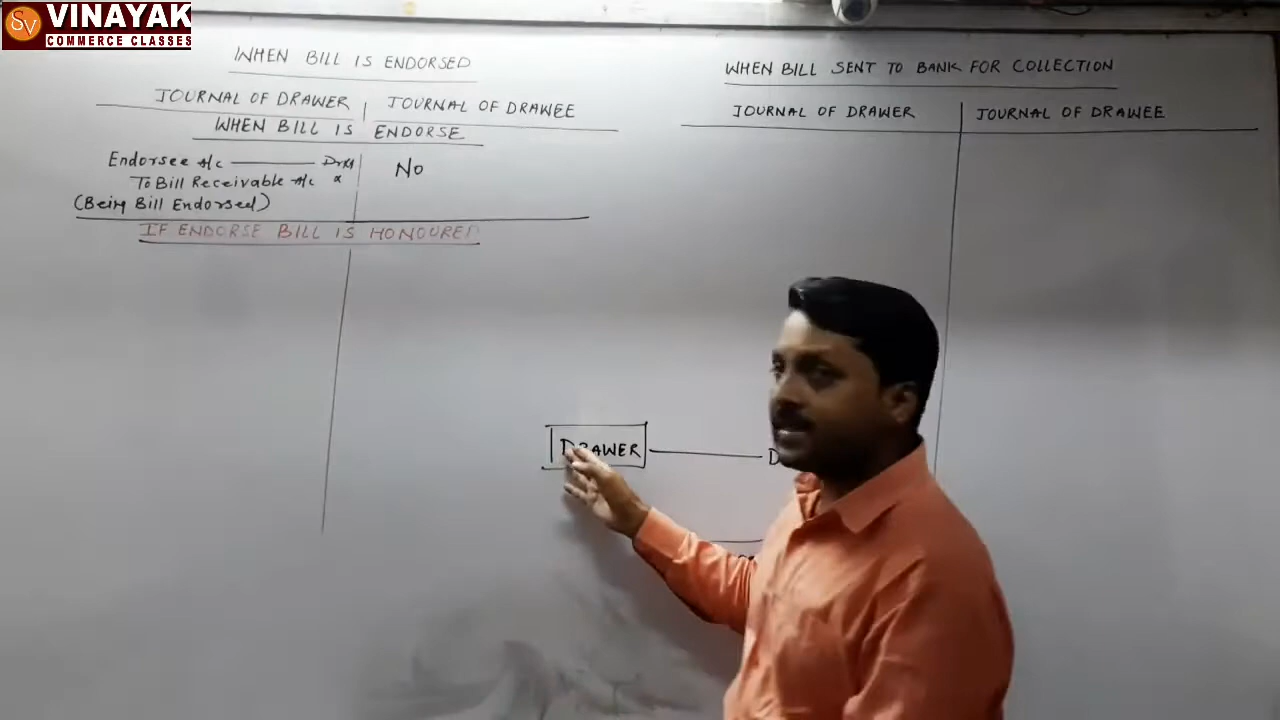 SV VINAYAK
COMMERCE CLASSES
WHEN BILL IS ENDORSED
JOURNAL OF DRAWER JOURNAL OF DRAWEE
WHEN BILL IS ENDORSE
Endorsee A/c Dr
No
To Bill Receivable A/c
(Being Bill Endorsed)
IF ENDORSE BILL IS HONOURED
WHEN BILL SENT TO BANK FOR COLLECTION
JOURNAL OF DRAWER JOURNAL OF DRAWEE
DRAWER